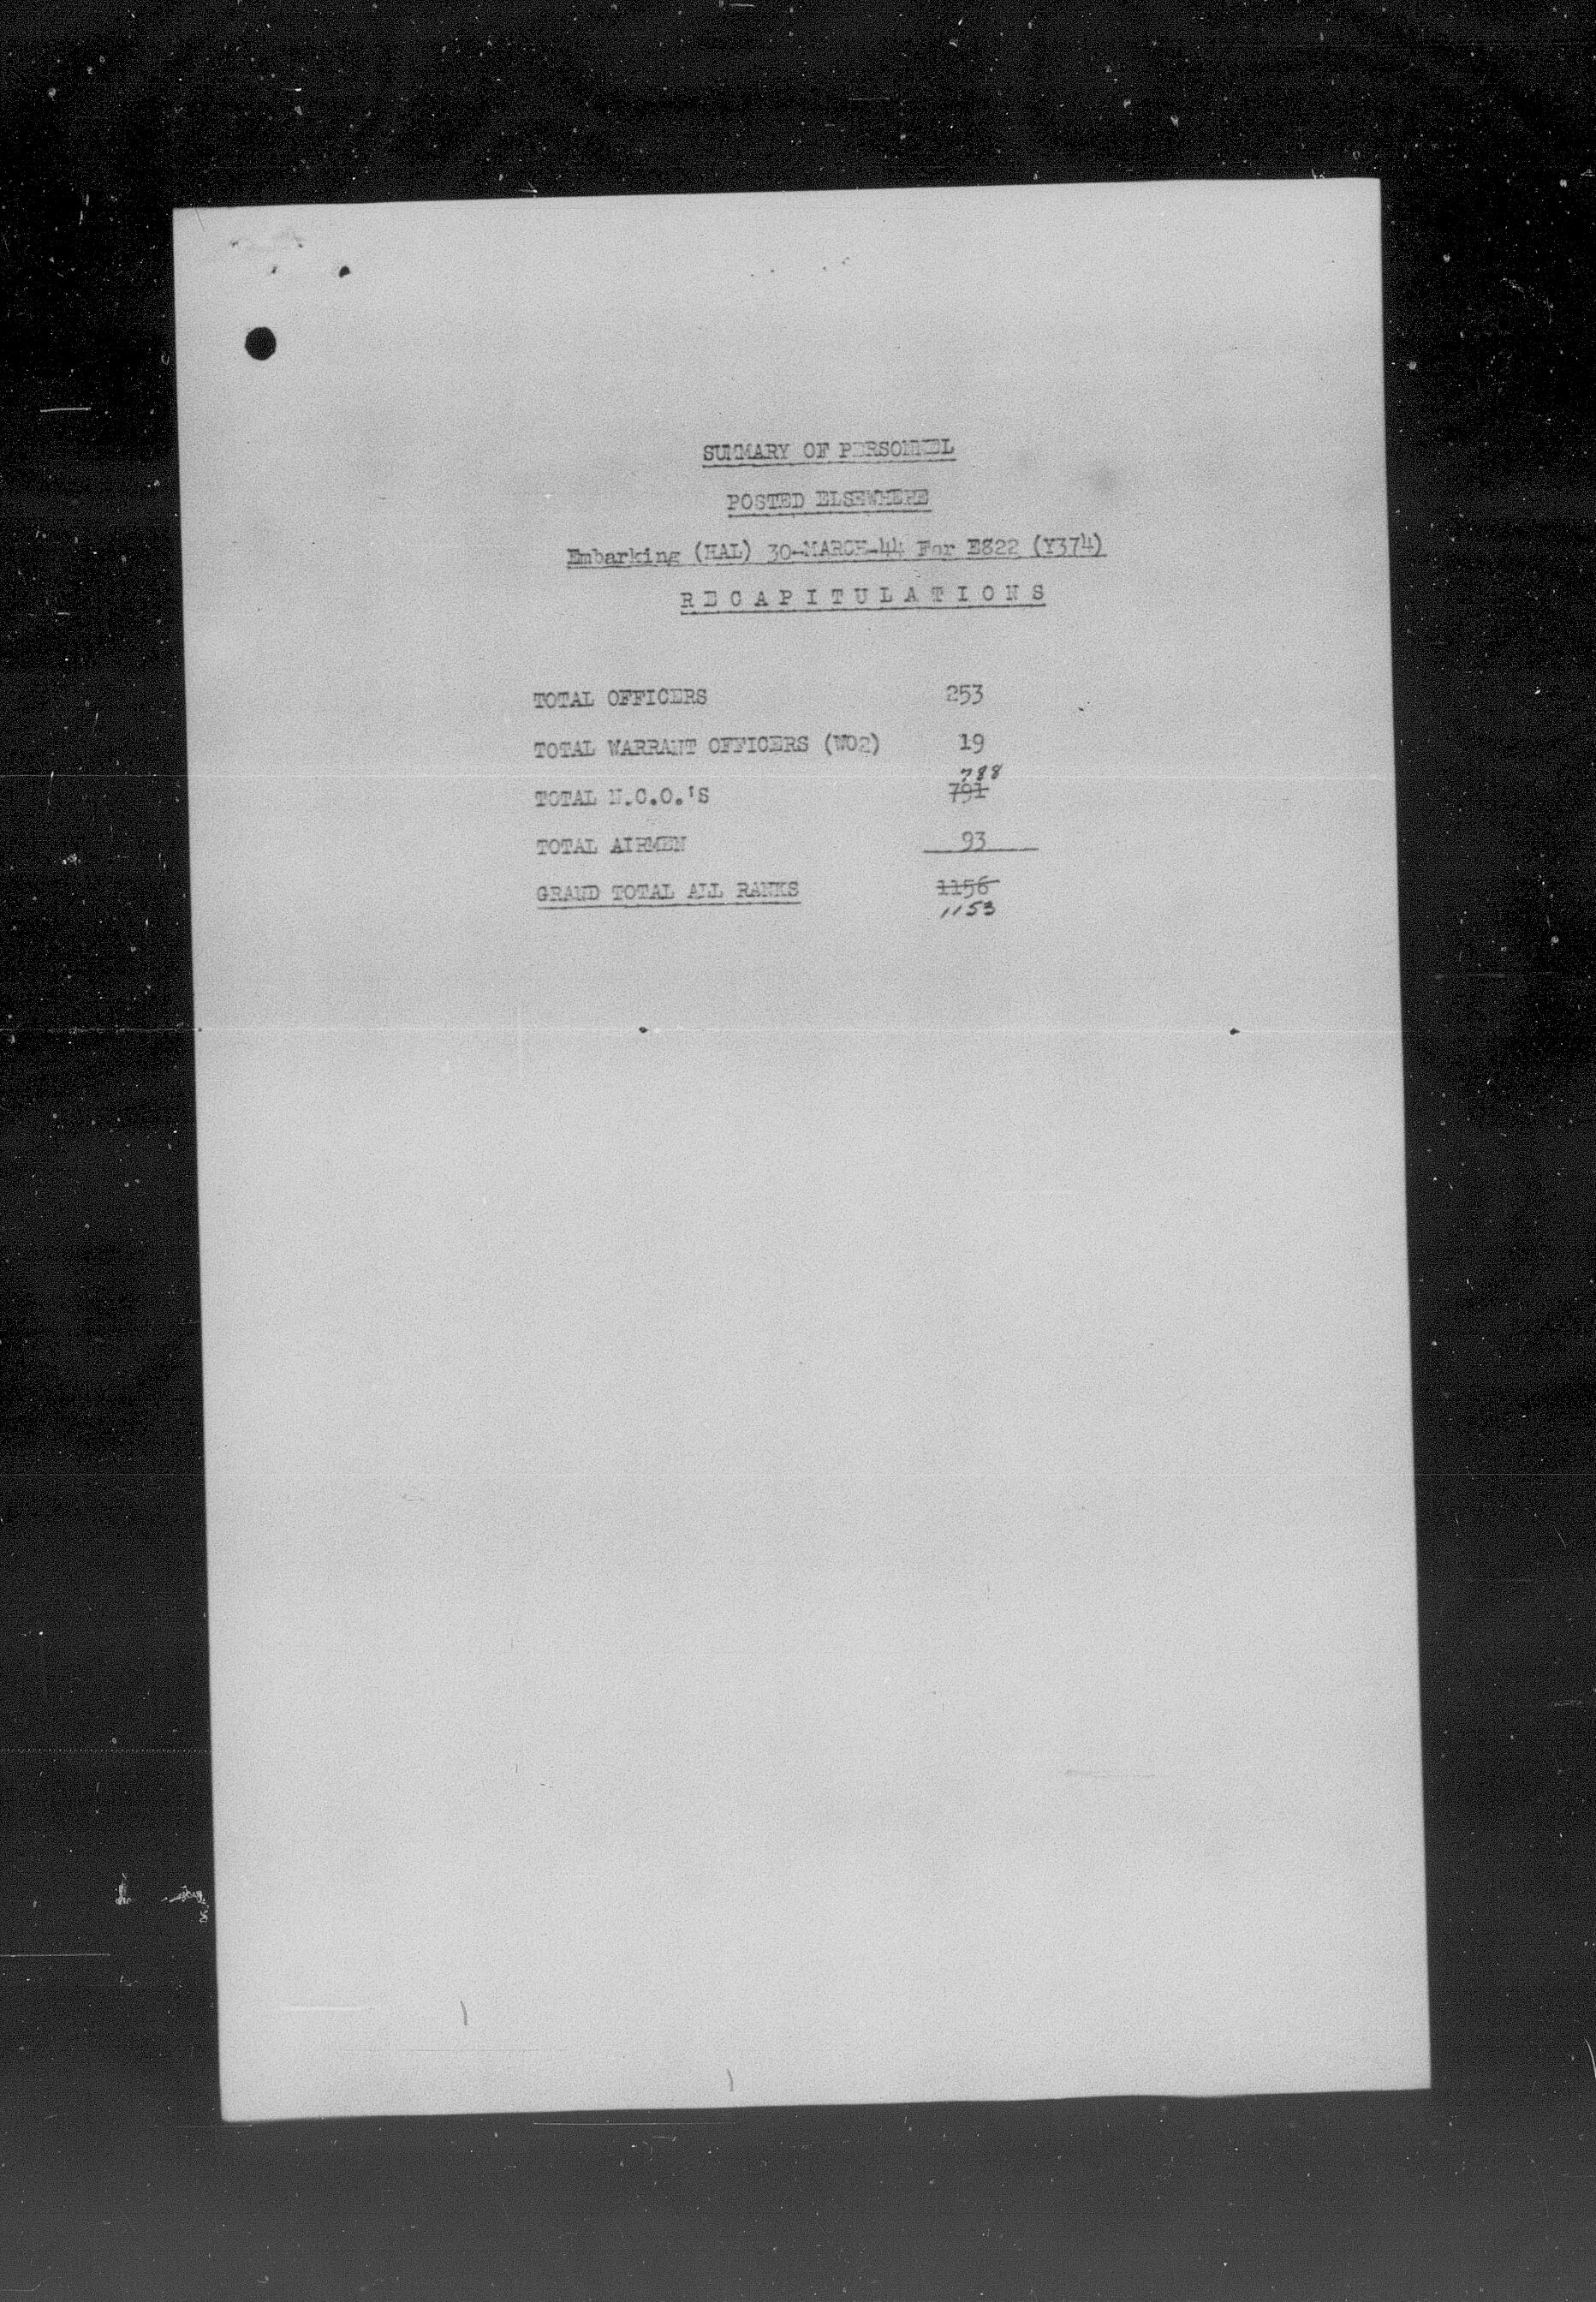 SUMMARY OF PERSONNEL
POSTED ELSEWHERE
Embarking (HAL) 30-MARCH-44 For E822 (Y374)
R E C A P I T U L A T I O N S
TOTAL OFFICERS 253
TOTAL WARRANT OFFICERS (WO2) 19
788
TOTAL N.C.O.'S 791
TOTAL AIRMEN 93
GRAND TOTAL ALL RANKS 1156
1153